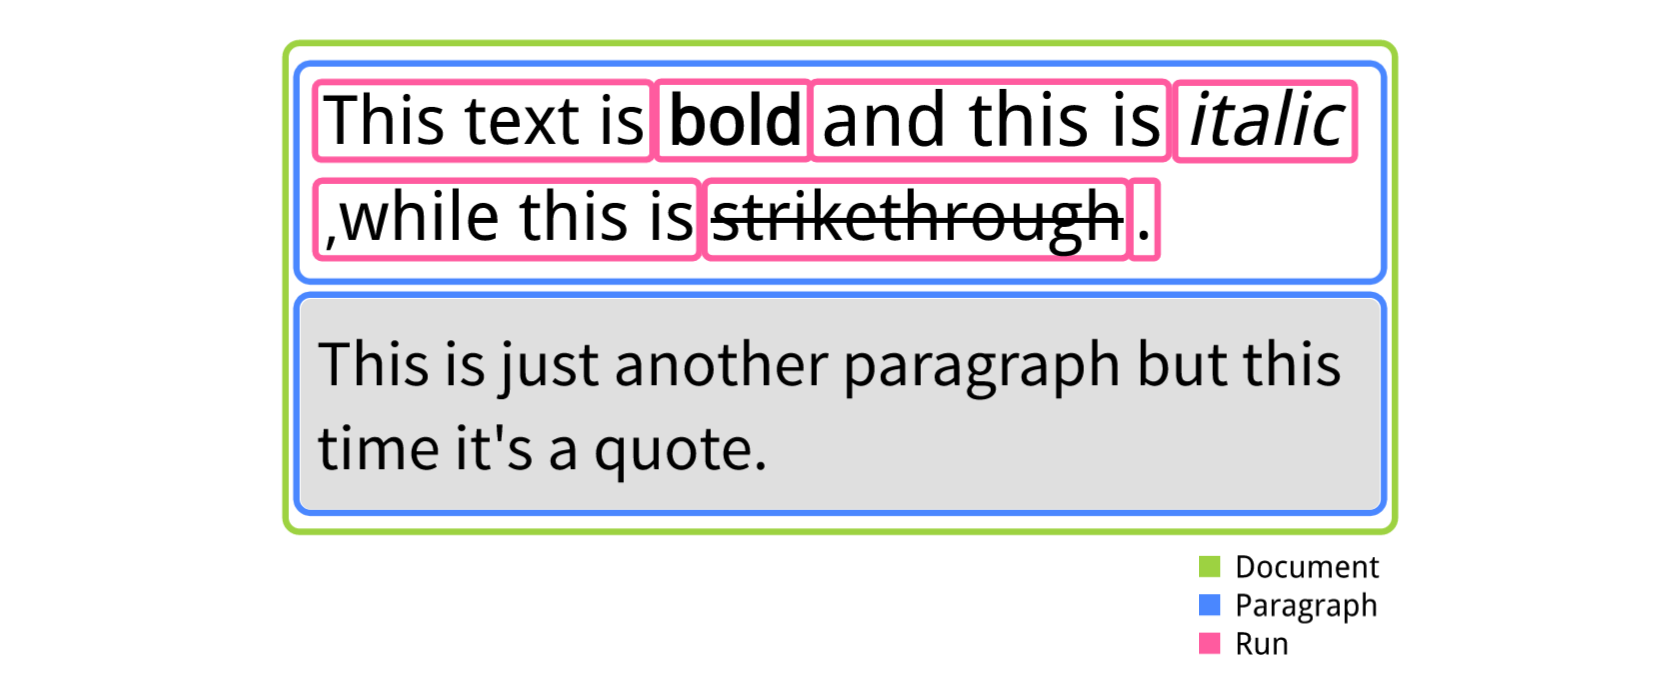 This text is bold and this is italic
,while this is strikethrough .
This is just another paragraph but this
time it's a quote.
Document
Paragraph
Run